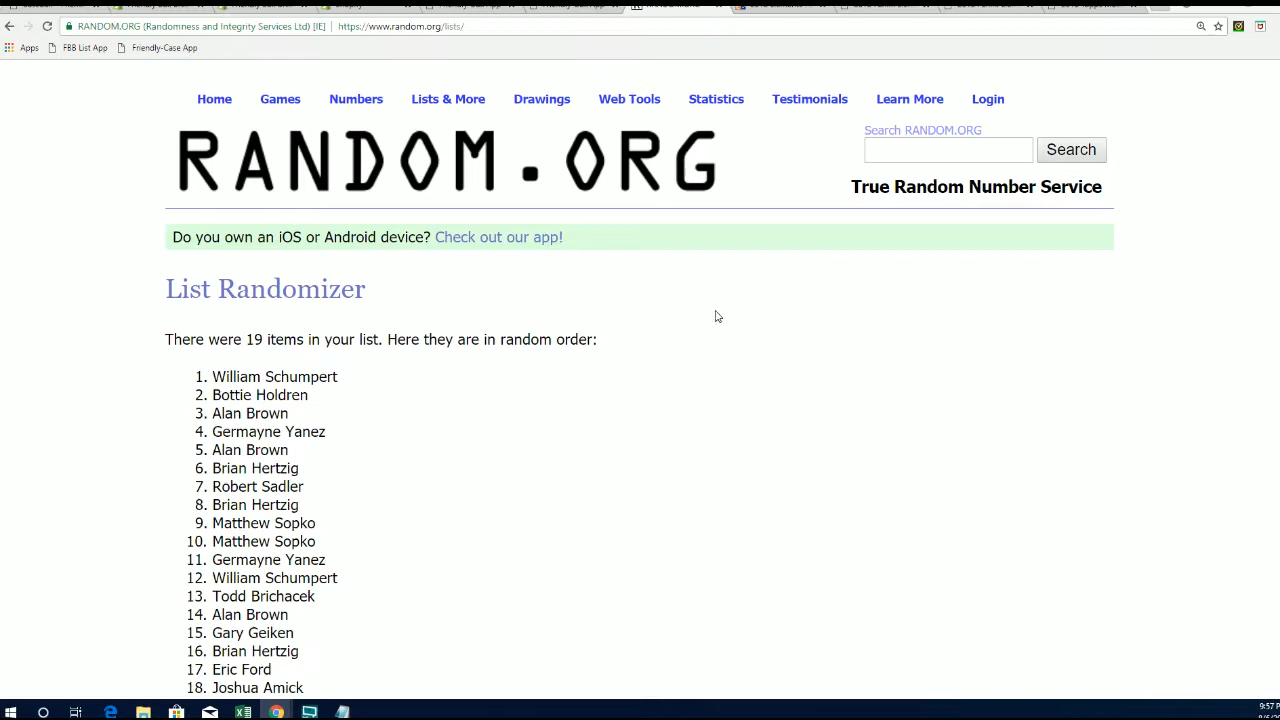 RANDOM.ORG (Randomness and Integrity Services Ltd) [IE] https://www.random.org/lists/
Apps FBB List App Friendly-Case App
Home Games Numbers Lists & More Drawings Web Tools Statistics Testimonials Learn More Login
RANDOM.ORG
Search RANDOM.ORG
Search
True Random Number Service
Do you own an iOS or Android device? Check out our app!
List Randomizer
There were 19 items in your list. Here they are in random order:
1. William Schumpert
2. Bottie Holdren
3. Alan Brown
4. Germayne Yanez
5. Alan Brown
6. Brian Hertzig
7. Robert Sadler
8. Brian Hertzig
9. Matthew Sopko
10. Matthew Sopko
11. Germayne Yanez
12. William Schumpert
13. Todd Brichacek
14. Alan Brown
15. Gary Geiken
16. Brian Hertzig
17. Eric Ford
18. Joshua Amick
9:57